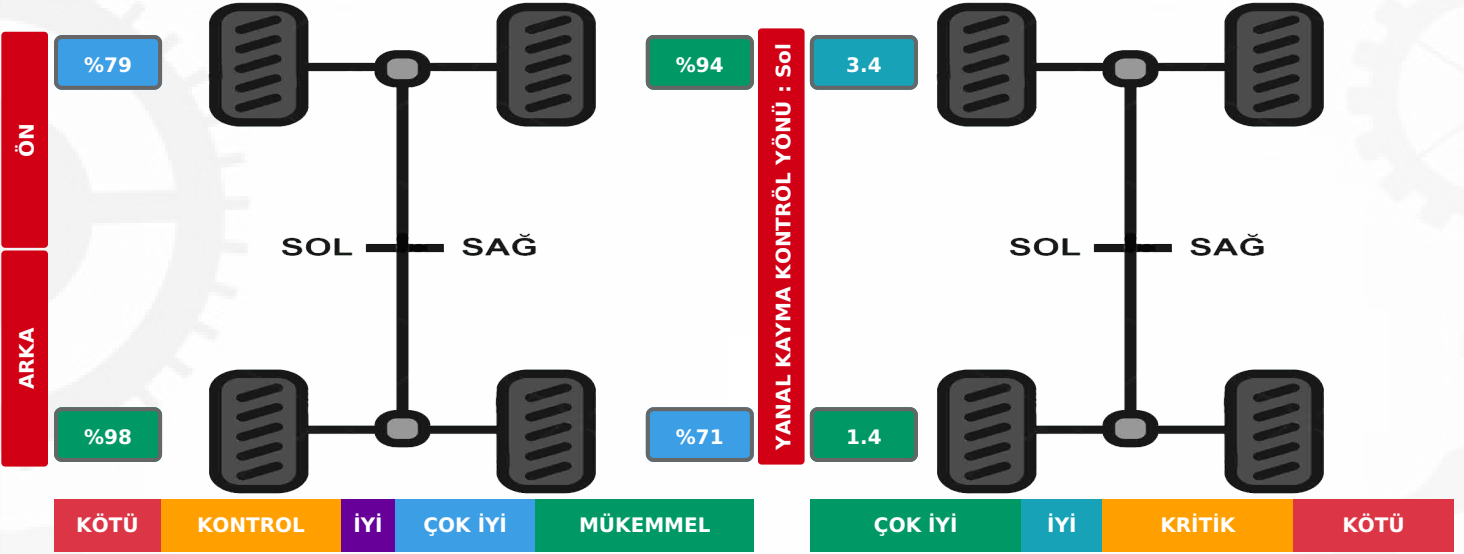 ÖN
%79
%94
YANAL KAYMA KONTRÖL YÖNÜ : Sol
3.4
SOL SAĞ
SOL SAĞ
ARKA
%98
%71
1.4
KÖTÜ KONTROL İYİ ÇOK İYİ MÜKEMMEL
ÇOK İYİ İYİ KRİTİK KÖTÜ